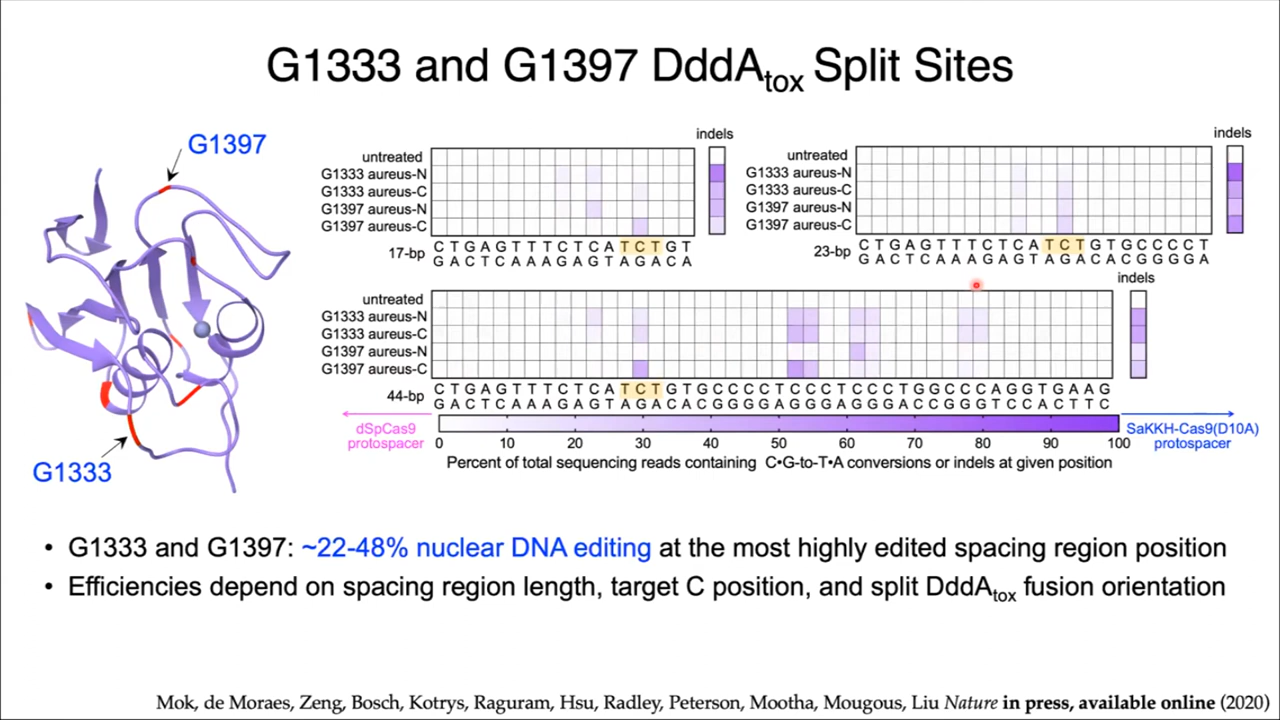 G1333 and G1397 DddAtox Split Sites
G1397
G1333
indels
untreated
G1333 aureus-N
G1333 aureus-C
G1397 aureus-N
G1397 aureus-C
17-bp
C T G A G T T T C T C A T C T G T
G A C T C A A A G A G T A G A C A
indels
untreated
G1333 aureus-N
G1333 aureus-C
G1397 aureus-N
G1397 aureus-C
23-bp
C T G A G T T T C T C A T C T G T G C C C C T
G A C T C A A A G A G T A G A C A C G G G G A
indels
untreated
G1333 aureus-N
G1333 aureus-C
G1397 aureus-N
G1397 aureus-C
44-bp
C T G A G T T T C T C A T C T G T G C C C C T C C C T C C C T G G C C C A G G T G A A G
G A C T C A A A G A G T A G A C A C G G G G A G G G A G G G A C C G G G T C C A C T T C
dSpCas9
protospacer
0 10 20 30 40 50 60 70 80 90 100
SaKKH-Cas9(D10A)
protospacer
Percent of total sequencing reads containing C•G-to-T•A conversions or indels at given position
• G1333 and G1397: ~22-48% nuclear DNA editing at the most highly edited spacing region position
• Efficiencies depend on spacing region length, target C position, and split DddAtox fusion orientation
Mok, de Moraes, Zeng, Bosch, Kotrys, Raguram, Hsu, Radley, Peterson, Mootha, Mougous, Liu Nature in press, available online (2020)